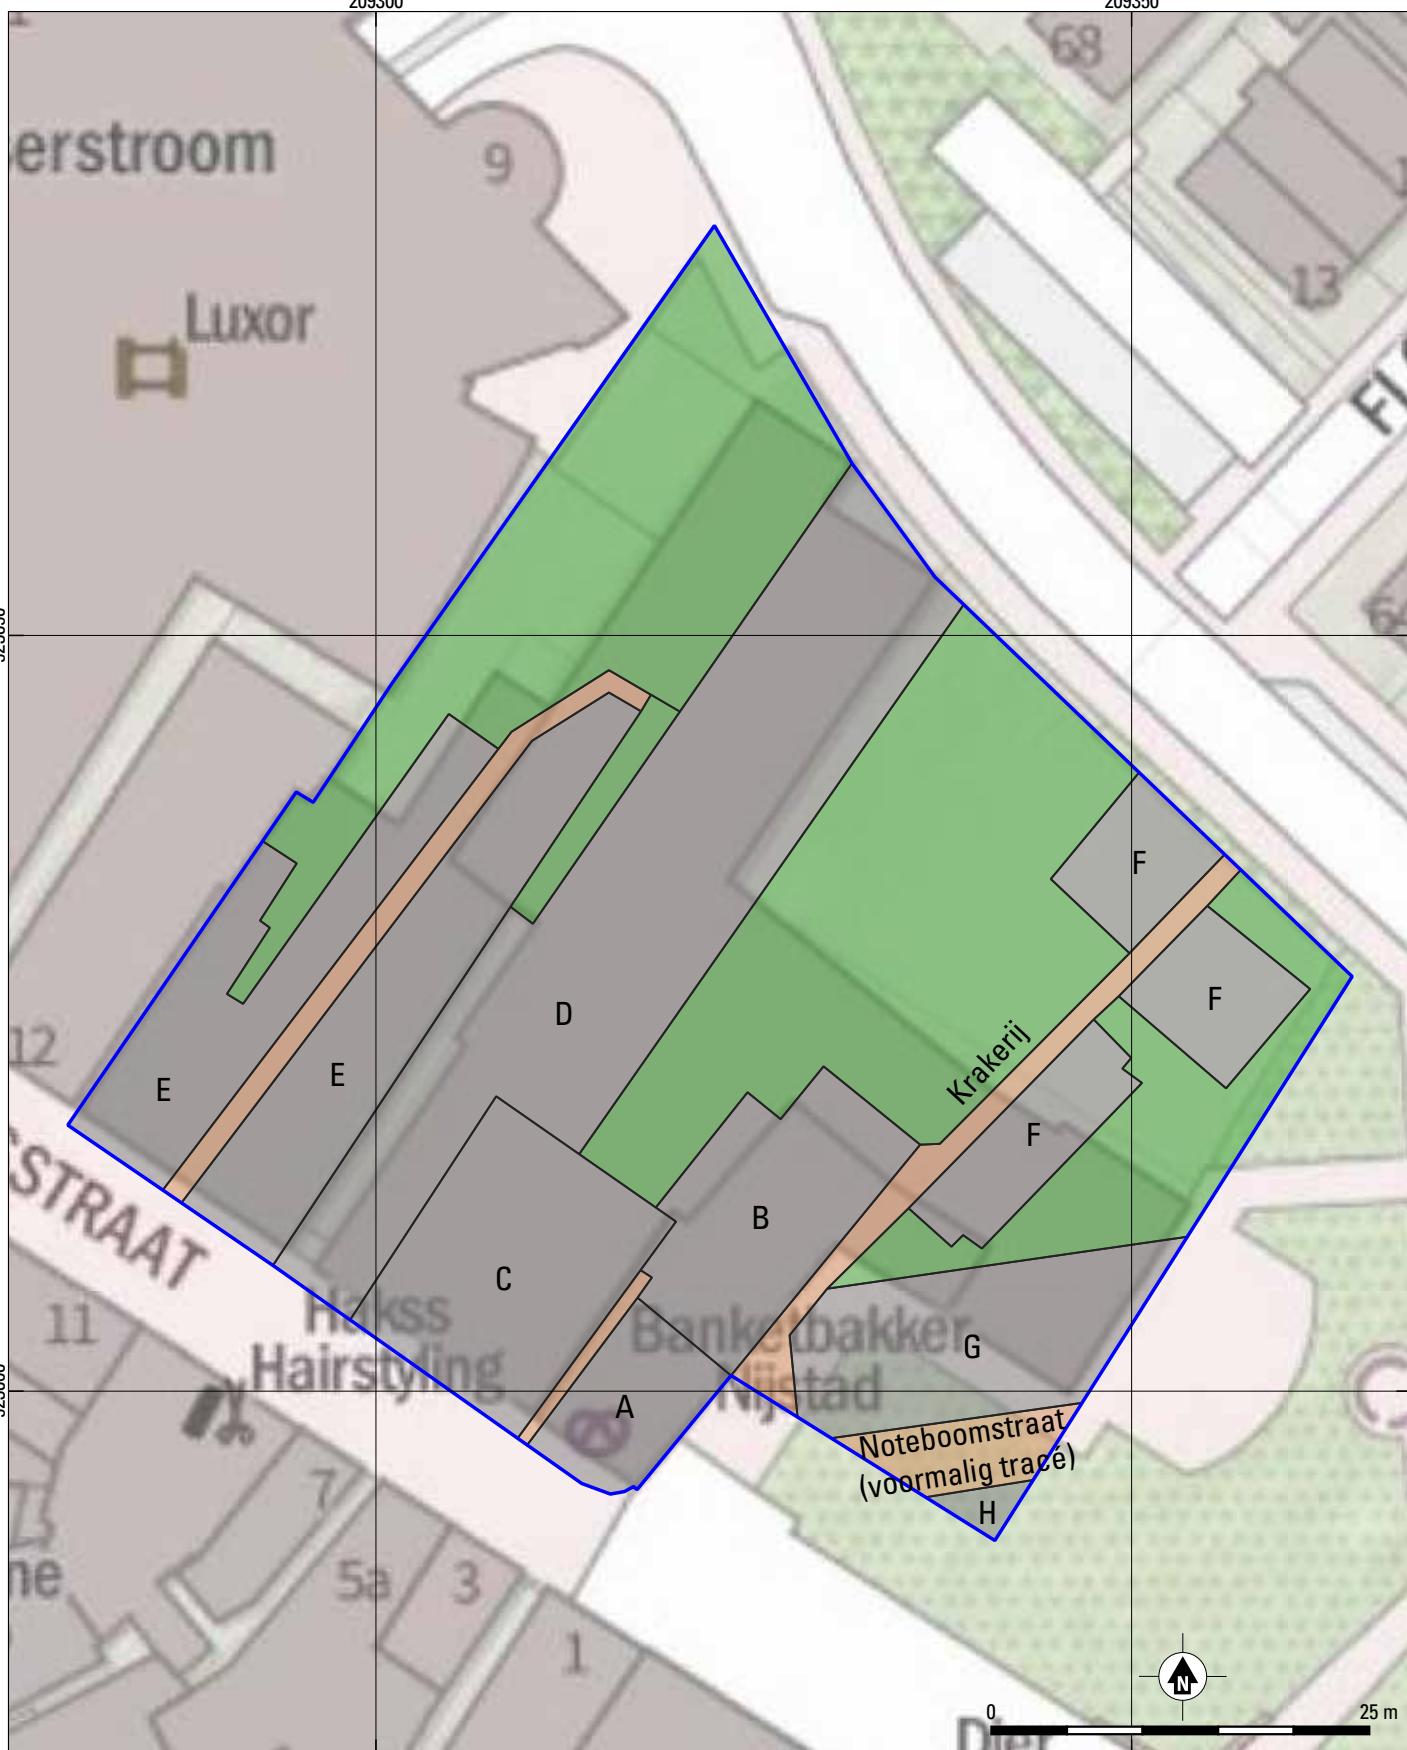 209300
209350
68
erstroom
9
Luxor
13
12
D
F
F
Krakerij
F
E
E
B
STRAAT
C
Hakss
Hairstyling
11
Banketbakker
Nijstad
G
A
Noteboomstraat
(voormalig tracé)
H
7
5a
3
1
N
0
25 m